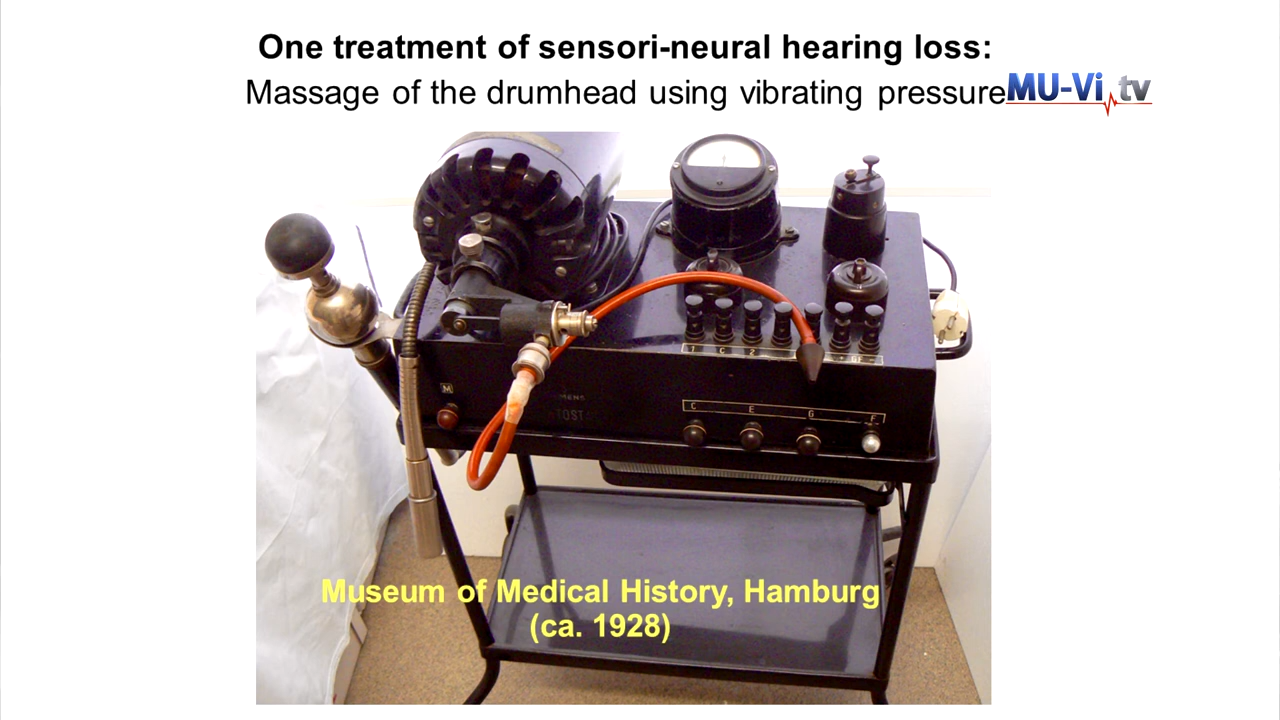 One treatment of sensori-neural hearing loss:
Massage of the drumhead using vibrating pressure
MU-Vi tv
M
C E G F
Museum of Medical History, Hamburg
(ca. 1928)